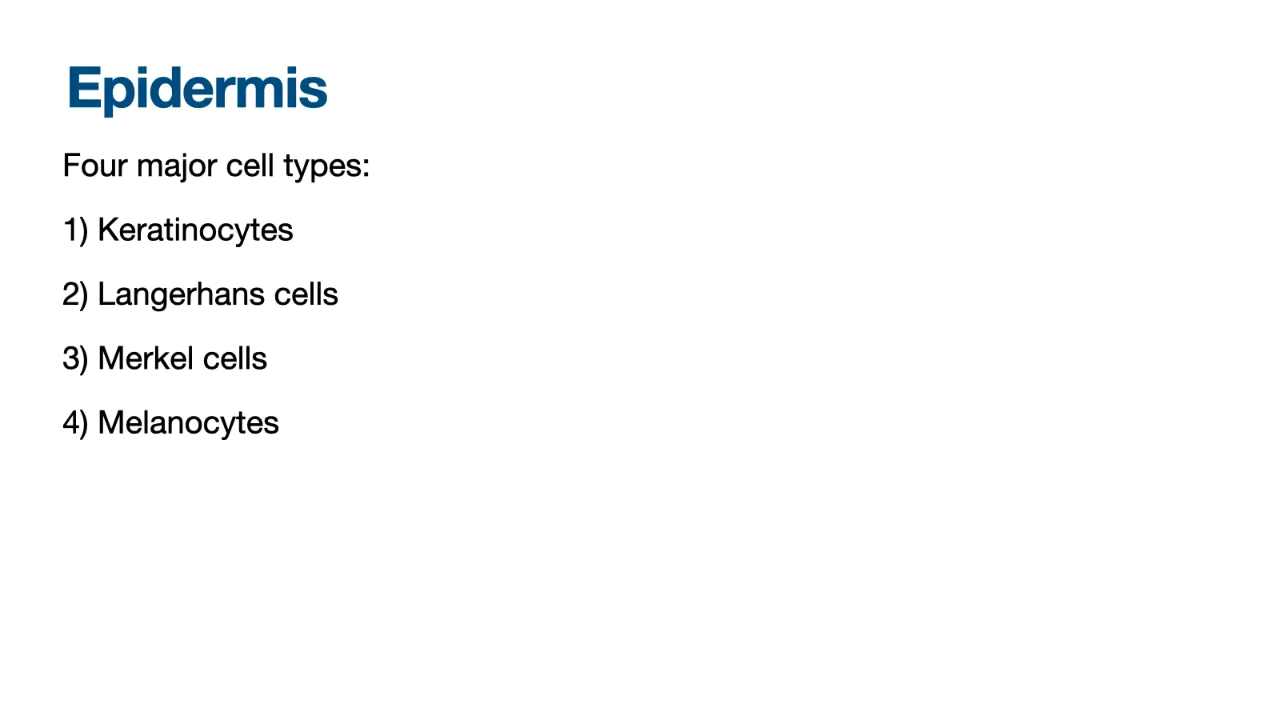 Epidermis
Four major cell types:
1) Keratinocytes
2) Langerhans cells
3) Merkel cells
4) Melanocytes